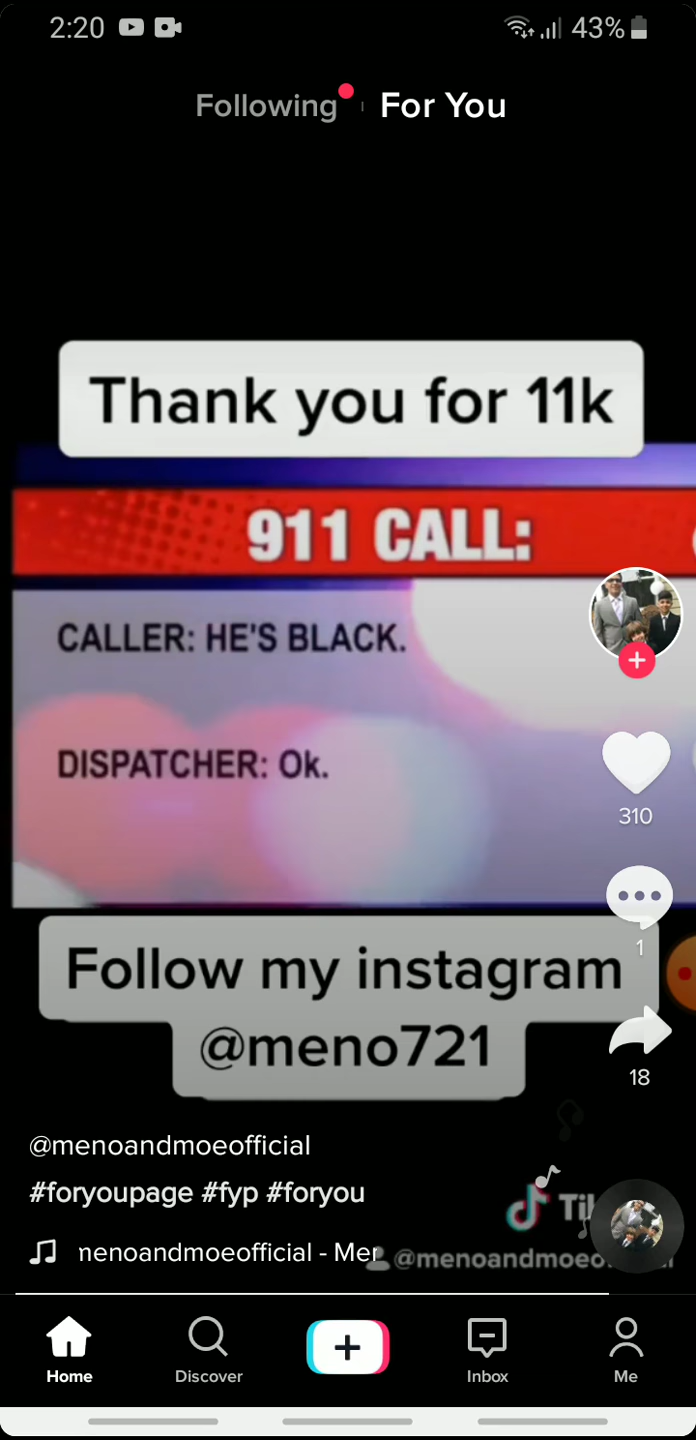 2:20
43%
Following
For You
Thank you for 11k
911 CALL:
CALLER: HE'S BLACK.
310
DISPATCHER: Ok.
1
Follow my instagram
@meno721
18
@menoandmoeofficial
#foryoupage #fyp #foryou
nenoandmoeofficial - Mer
@menoandmoeo
Home
Discover
Inbox
Me